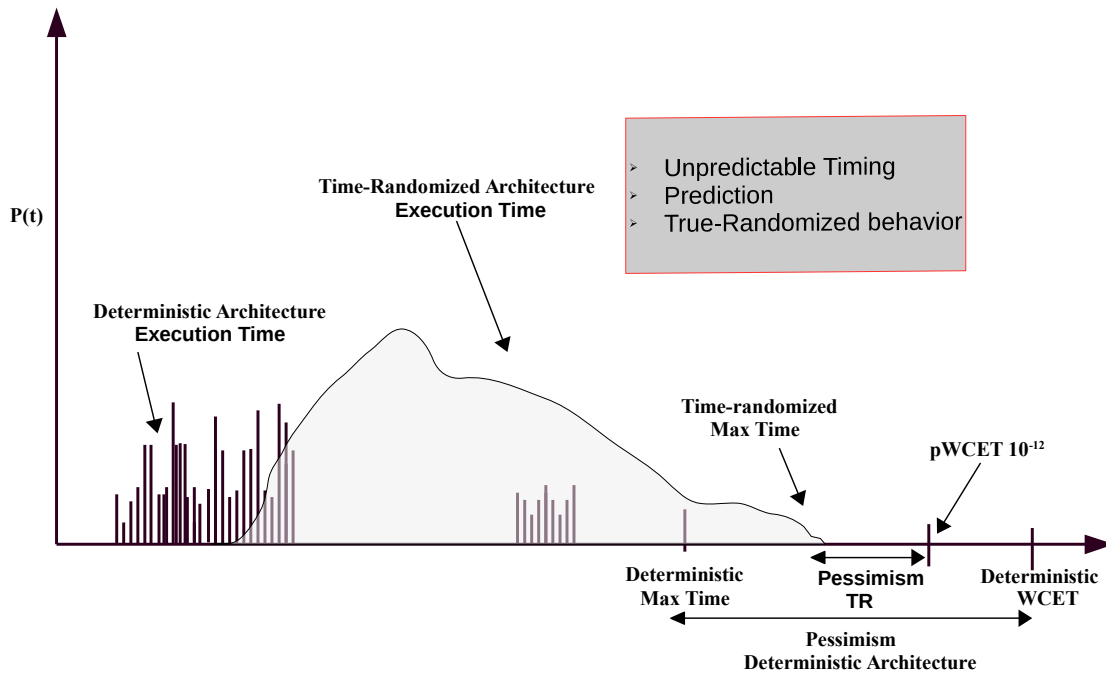 Unpredictable Timing
Prediction
True-Randomized behavior
Time-Randomized Architecture
Execution Time
P(t)
Deterministic Architecture
Execution Time
Time-randomized
Max Time
pWCET 10⁻¹²
Deterministic
Max Time
Pessimism
TR
Deterministic
WCET
Pessimism
Deterministic Architecture